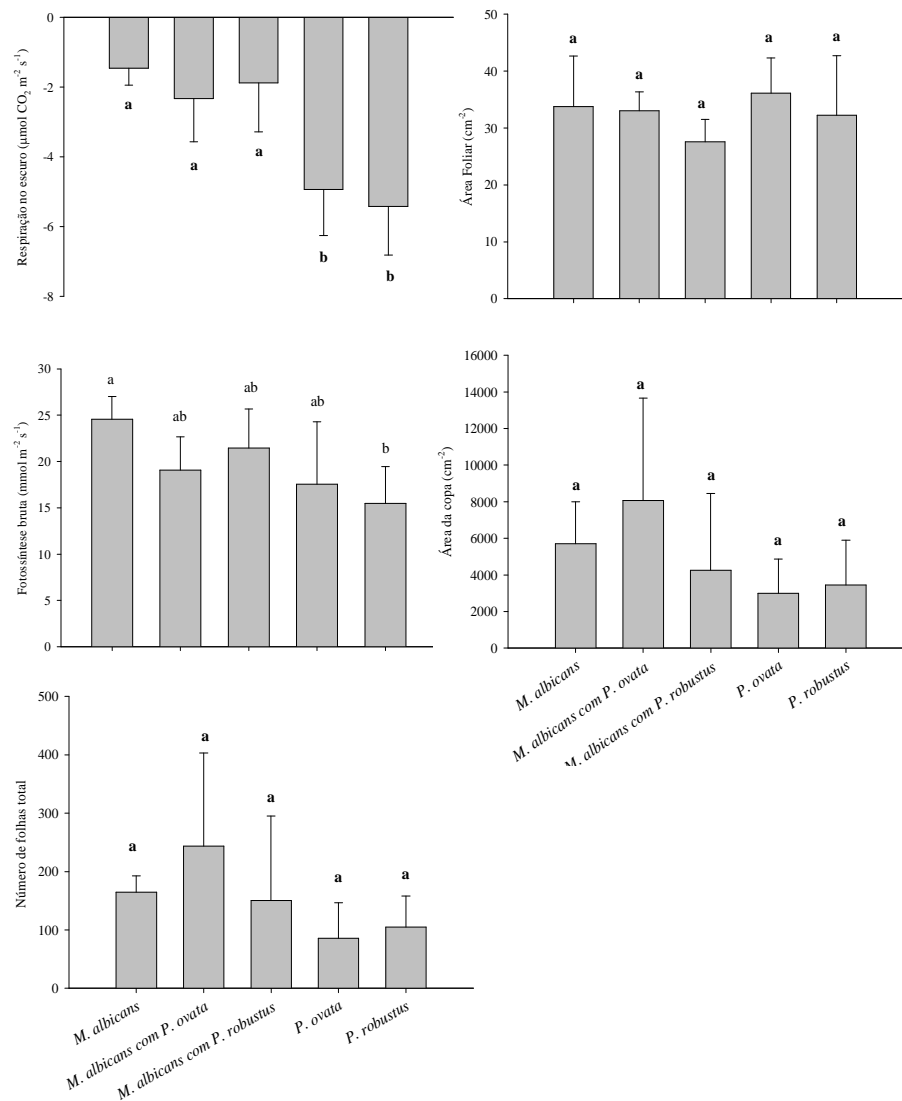 0
-2
-4
-6
-8
Respiração no escuro (μmol CO₂ m⁻² s⁻¹)
a
a
a
b
b
50
40
30
20
10
0
Área Foliar (cm⁻²)
a
a
a
a
a
30
25
20
15
10
5
0
Fotossíntese bruta (mmol m⁻² s⁻¹)
a
ab
ab
ab
b
16000
14000
12000
10000
8000
6000
4000
2000
0
Área da copa (cm⁻²)
a
a
a
a
a
M. albicans
M. albicans com P. ovata
M. albicans com P. robustus
P. ovata
P. robustus
500
400
300
200
100
0
Número de folhas total
a
a
a
a
a
M. albicans
M. albicans com P. ovata
M. albicans com P. robustus
P. ovata
P. robustus